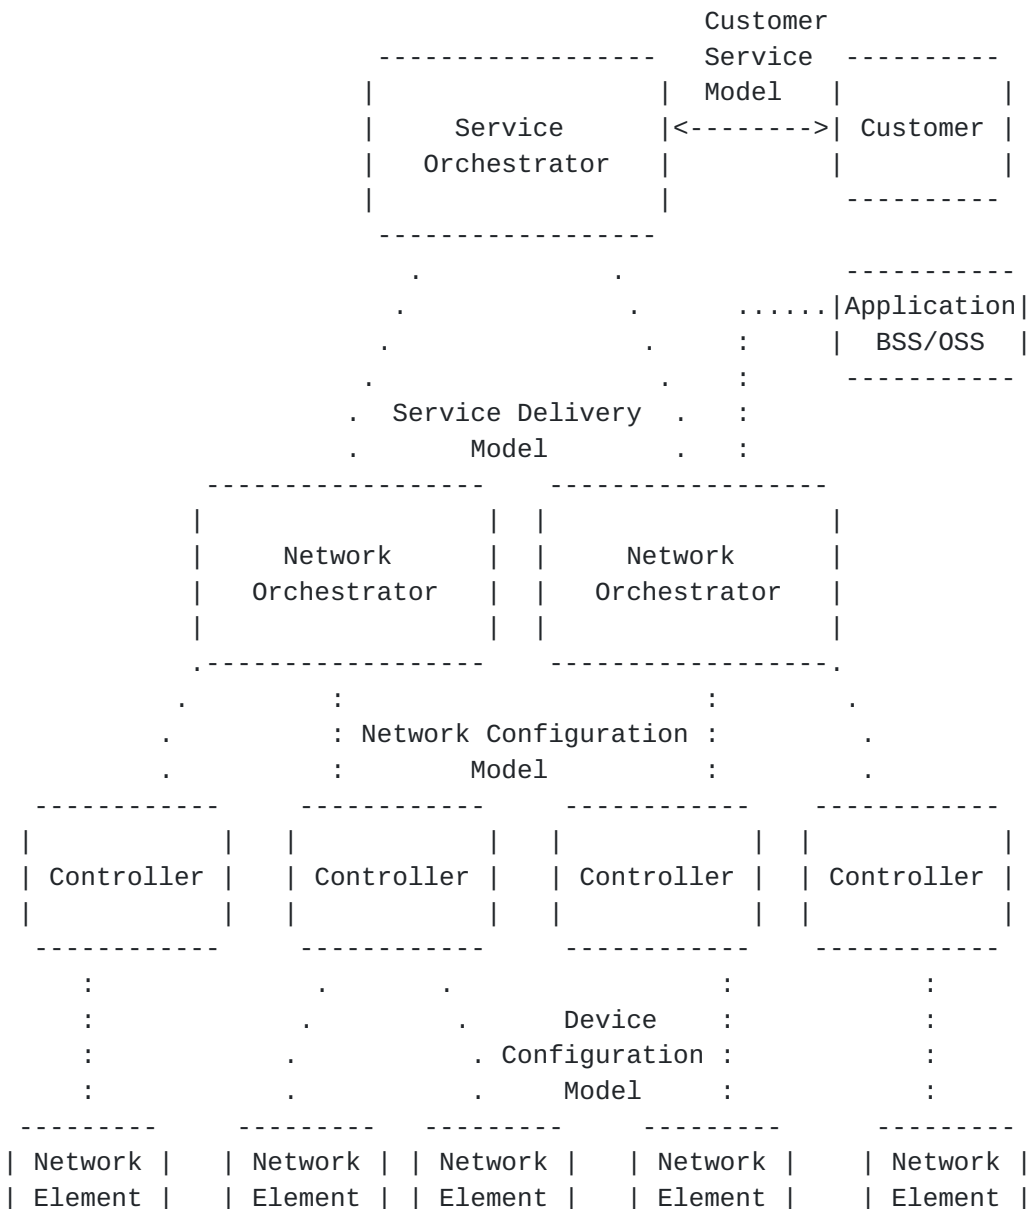 Customer
                        ------------------   Service  ----------
                       |                  |  Model   |          |
                       |     Service      |<-------->| Customer |
                       |   Orchestrator   |          |          |
                       |                  |           ----------
                        ------------------
                          .            .              -----------
                         .              .      ......|Application|
                        .                .     :     |  BSS/OSS  |
                       .                  .    :      -----------
                      .  Service Delivery  .   :
                      .       Model        .   :
             ------------------    ------------------
            |                  |  |                  |
            |     Network      |  |     Network      |
            |   Orchestrator   |  |   Orchestrator   |
            |                  |  |                  |
            .------------------    ------------------.
           .         :                       :        .
          .          : Network Configuration :         .
          .          :        Model          :         .
  ------------     ------------     ------------    ------------
 |            |   |            |   |            |  |            |
 | Controller |   | Controller |   | Controller |  | Controller |
 |            |   |            |   |            |  |            |
  ------------     ------------     ------------    ------------
     :              .       .                 :            :
     :             .         .      Device    :            :
     :            .           . Configuration :            :
     :            .           .     Model     :            :
 ---------     ---------   ---------     ---------      ---------
| Network |   | Network | | Network |   | Network |    | Network |
| Element |   | Element | | Element |   | Element |    | Element |